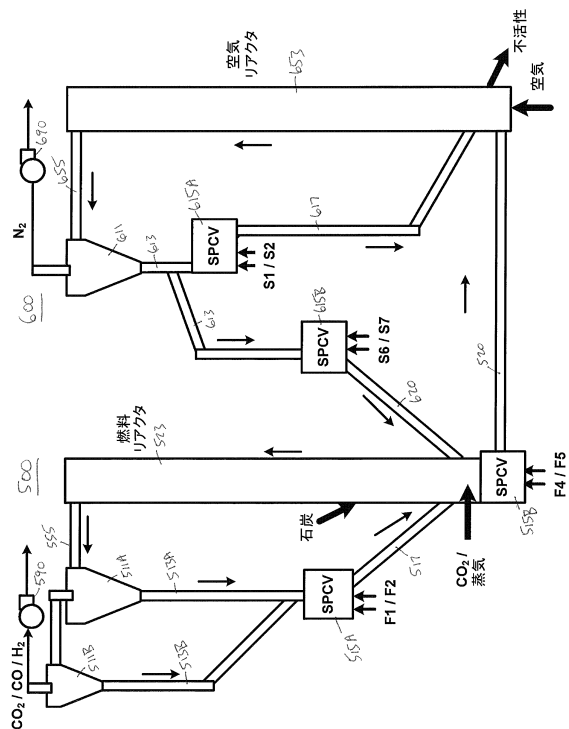 600
N₂
690
655
611
613
615A
SPCV
S1 / S2
617
空気
リアクタ
653
不活性
空気
613
615B
SPCV
S6 / S7
620
520
500
燃料
リアクタ
523
CO₂ / CO / H₂
590
555
511A
511B
513A
513B
石炭
SPCV
F1 / F2
515A
517
CO₂ /
蒸気
SPCV
F4 / F5
515B